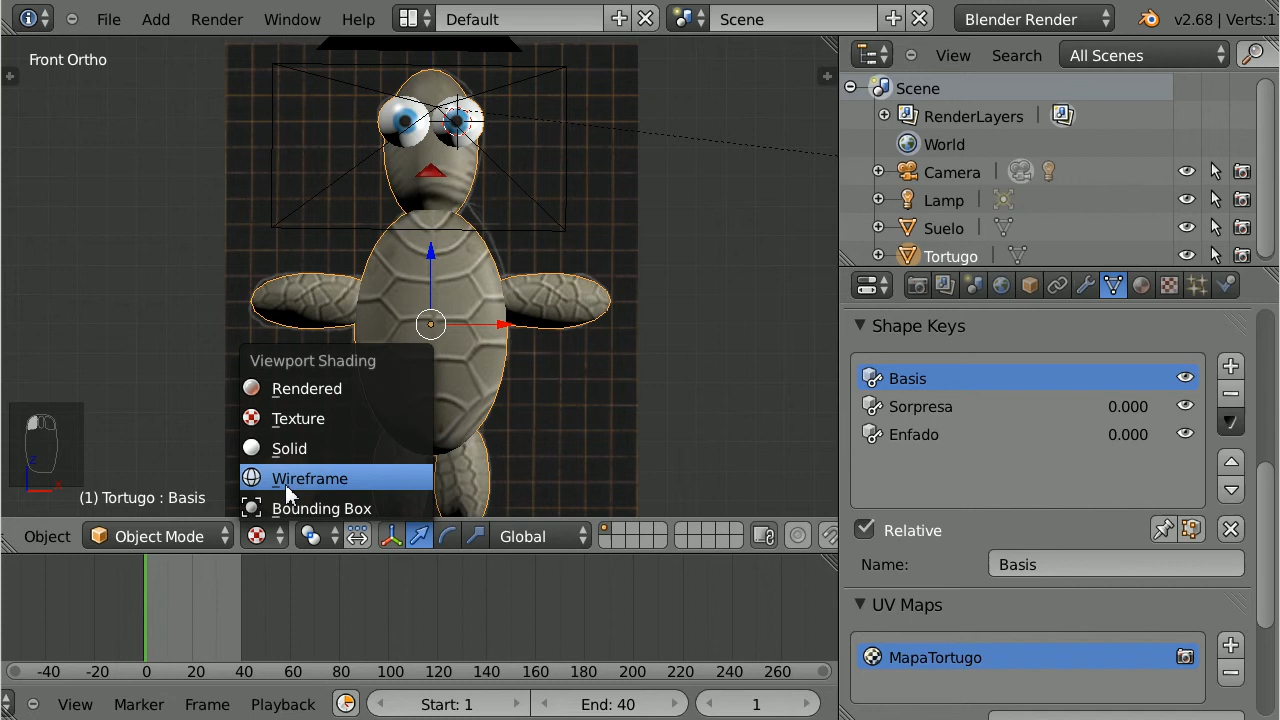 File Add Render Window Help Default Scene Blender Render v2.68 | Verts:1
Front Ortho
View Search All Scenes
Scene
RenderLayers
World
Camera
Lamp
Suelo
Tortugo
Shape Keys
Basis
Sorpresa 0.000
Enfado 0.000
Relative
Name: Basis
UV Maps
MapaTortugo
Viewport Shading
Rendered
Texture
Solid
Wireframe
Bounding Box
z
x
(1) Tortugo : Basis
Object Object Mode Global
-40 -20 0 20 40 60 80 100 120 140 160 180 200 220 240 260
View Marker Frame Playback Start: 1 End: 40 1